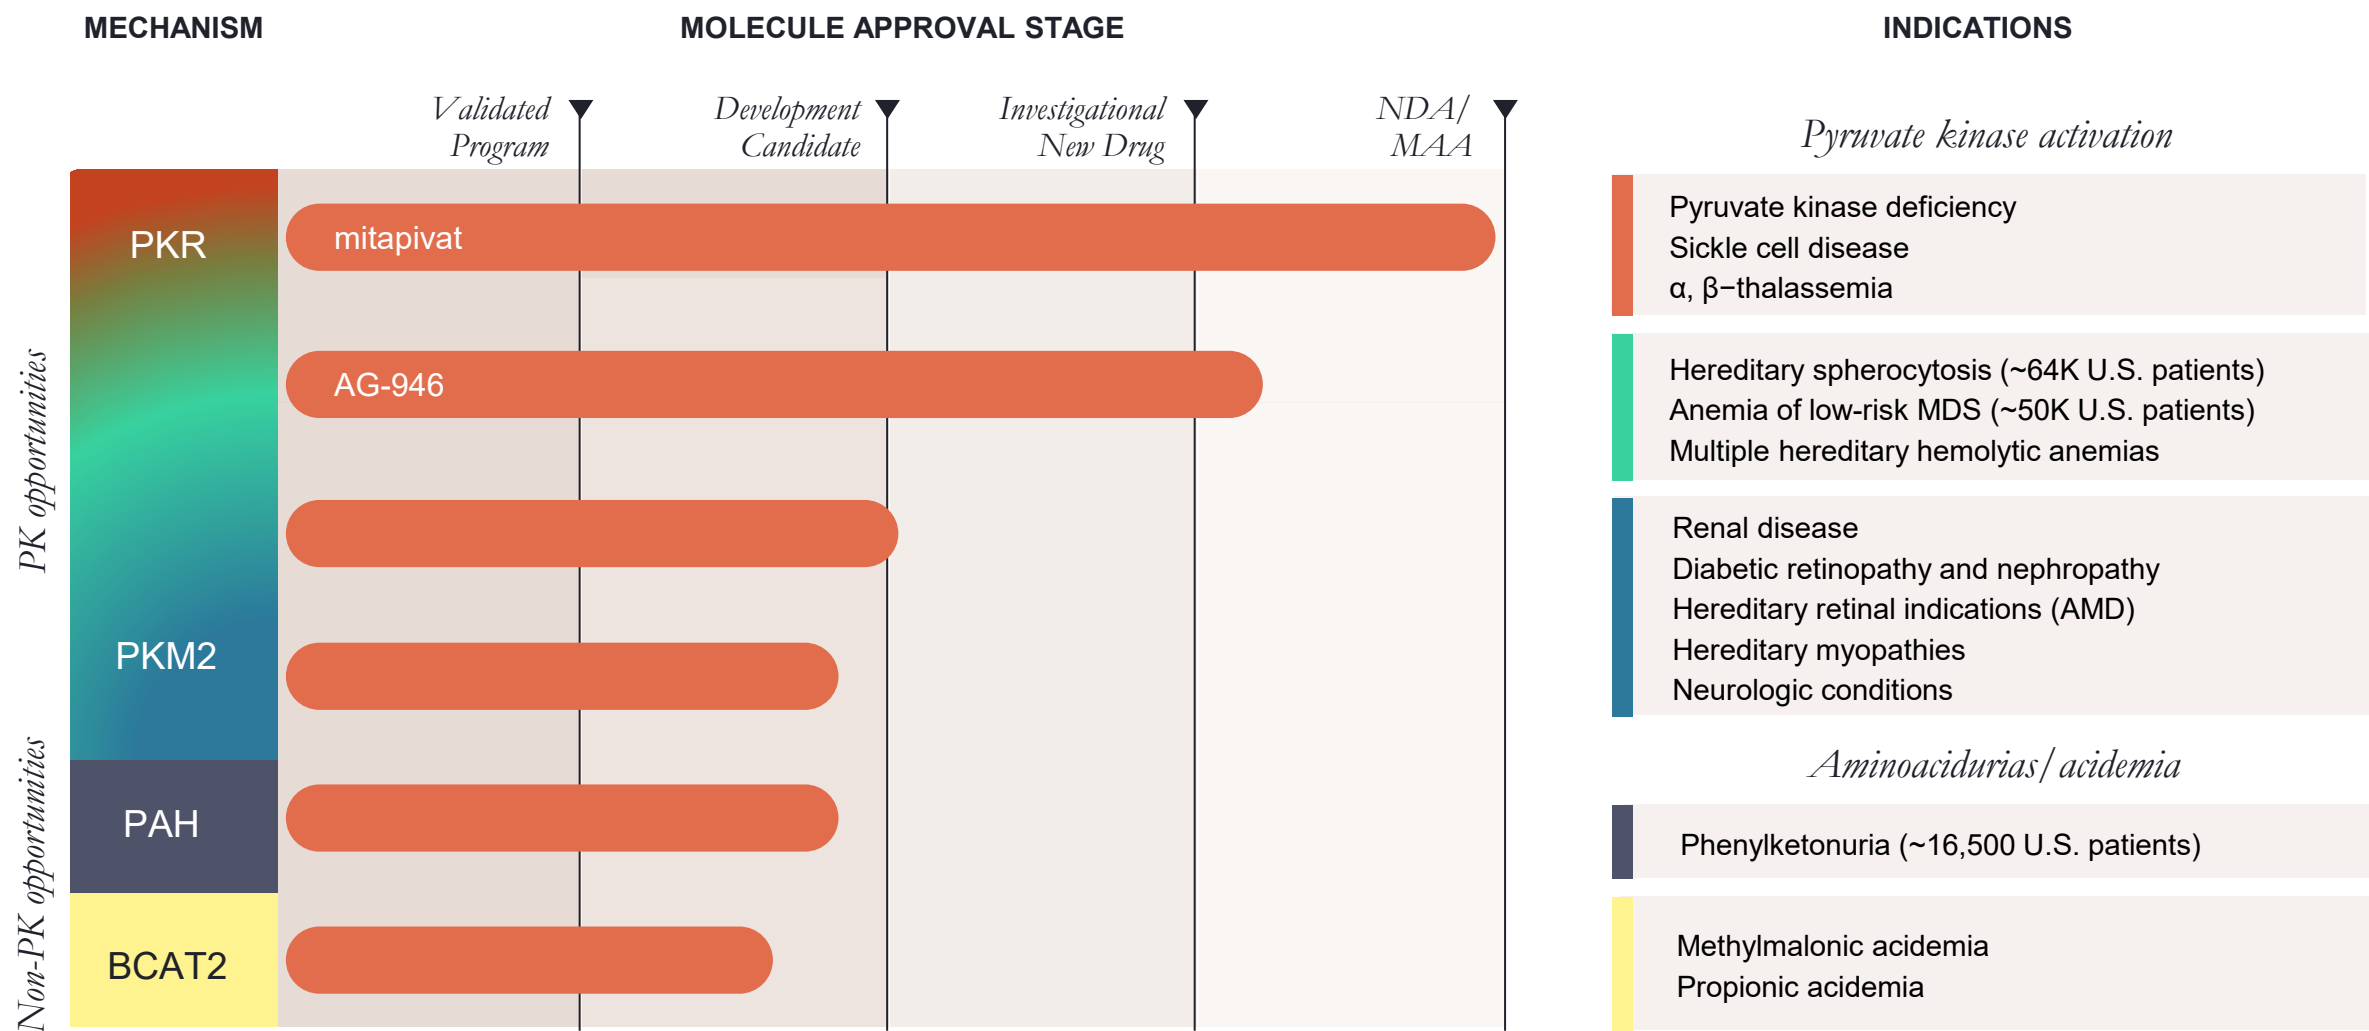 MECHANISM
MOLECULE APPROVAL STAGE
INDICATIONS
Validated
Program
Development
Candidate
Investigational
New Drug
NDA/
MAA
PK opportunities
Non-PK opportunities
PKR
mitapivat
AG-946
PKM2
PAH
BCAT2
Pyruvate kinase activation
Pyruvate kinase deficiency
Sickle cell disease
α, β−thalassemia
Hereditary spherocytosis (~64K U.S. patients)
Anemia of low-risk MDS (~50K U.S. patients)
Multiple hereditary hemolytic anemias
Renal disease
Diabetic retinopathy and nephropathy
Hereditary retinal indications (AMD)
Hereditary myopathies
Neurologic conditions
Aminoacidurias/acidemia
Phenylketonuria (~16,500 U.S. patients)
Methylmalonic acidemia
Propionic acidemia